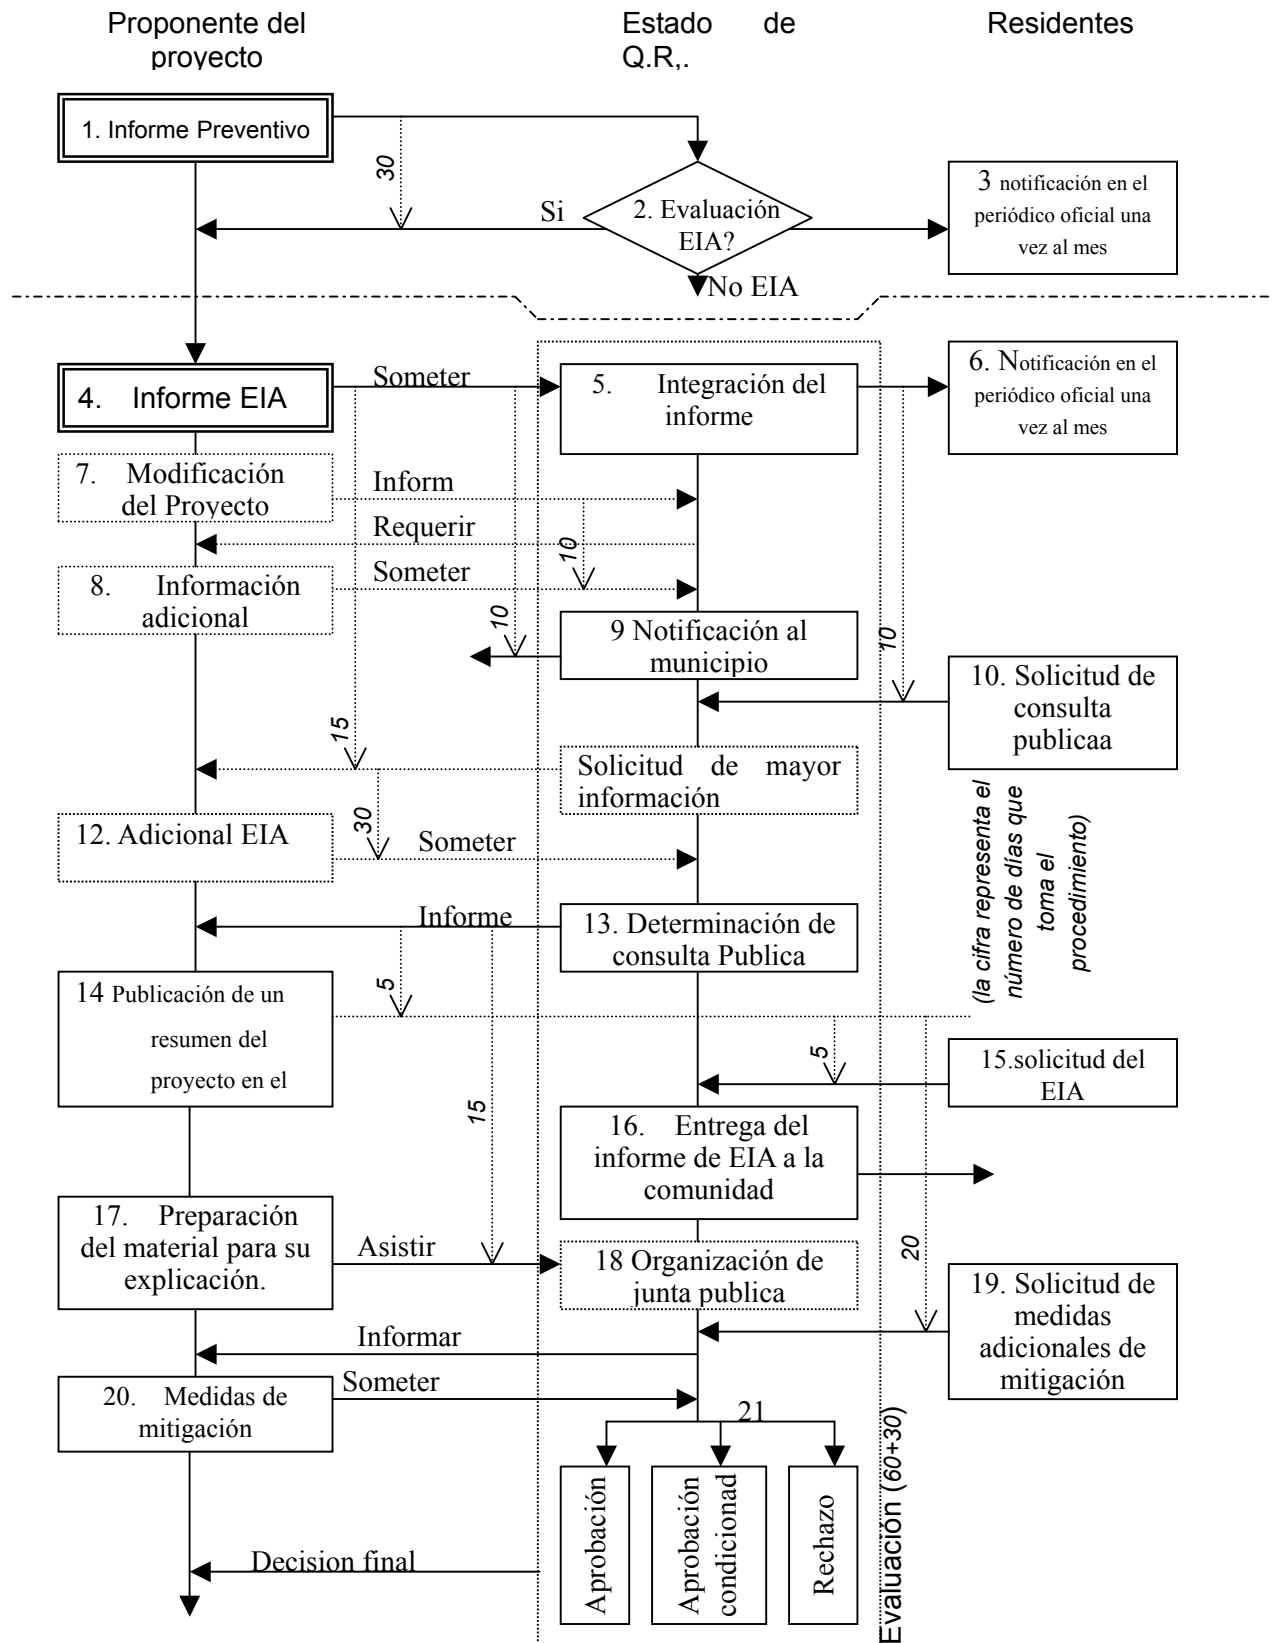 Proponente del
proyecto
Estado de
Q.R,.
Residentes
1. Informe Preventivo
30
Si
2. Evaluación
EIA?
No EIA
3 notificación en el
periódico oficial una
vez al mes
4. Informe EIA
Someter
5. Integración del
informe
6. Notificación en el
periódico oficial una
vez al mes
7. Modificación
del Proyecto
Inform
Requerir
10
8. Información
adicional
Someter
10
9 Notificación al
municipio
10
10. Solicitud de
consulta
publicaa
15
Solicitud de mayor
información
12. Adicional EIA
30
Someter
(la cifra representa el
número de días que
toma el
procedimiento)
Informe
13. Determinación de
consulta Publica
14 Publicación de un
resumen del
proyecto en el
5
5
15.solicitud del
EIA
15
16. Entrega del
informe de EIA a la
comunidad
17. Preparación
del material para su
explicación.
Asistir
18 Organización de
junta publica
20
19. Solicitud de
medidas
adicionales de
mitigación
Informar
20. Medidas de
mitigación
Someter
21
Aprobación
Aprobación
condicionad
Rechazo
Evaluación (60+30)
Decision final